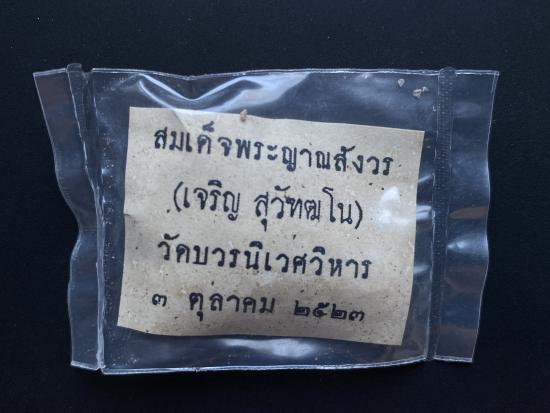 สมเด็จพระญาณสังวร
(เจริญ สุวัฑฒโน)
วัดบวรนิเวศวิหาร
๓ ตุลาคม ๒๕๒๓